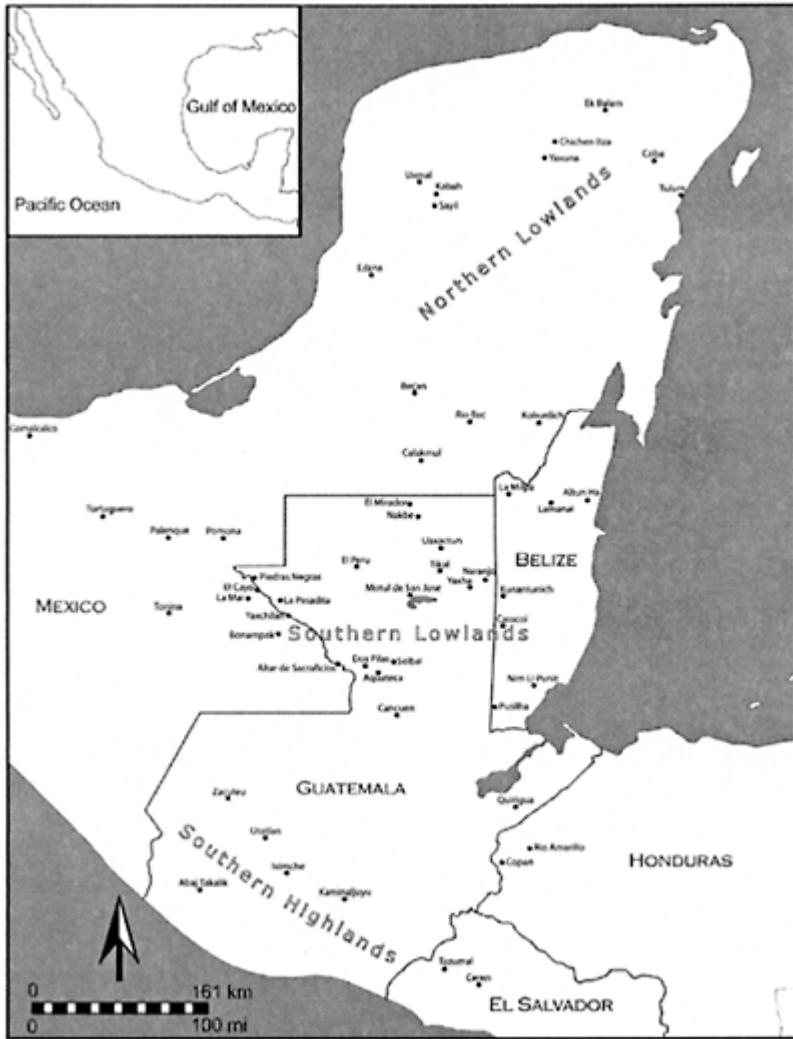 Gulf of Mexico
Pacific Ocean
Ek Balam
Chichen Itza
Yaxuna
Coba
Uxmal
Kabah
Sayil
Tulum
Northern Lowlands
Edzna
Becan
Rio Bec
Kohunlich
Comalcalco
Calakmul
La Milpa
Altun Ha
Lamanai
El Mirador
Nakbe
Tortuguero
Palenque
Pomona
Uaxactun
BELIZE
El Peru
Tikal
Naranjo
Yaxha
Piedras Negras
El Cayo
La Mar
La Pasadita
Motul de San Jose
Xunantunich
MEXICO
Tonina
Yaxchilan
Caracol
Bonampak
Southern Lowlands
Altar de Sacrificios
Dos Pilas
Seibal
Aguateca
Nim Li Punit
Cancuen
Pusilha
GUATEMALA
Zaculeu
Quirigua
Utatlan
Southern Highlands
Rio Amarillo
Copan
HONDURAS
Iximche
Abaj Takalik
Kaminaljuyu
Tazumal
Ceren
EL SALVADOR
0
161 km
0
100 mi